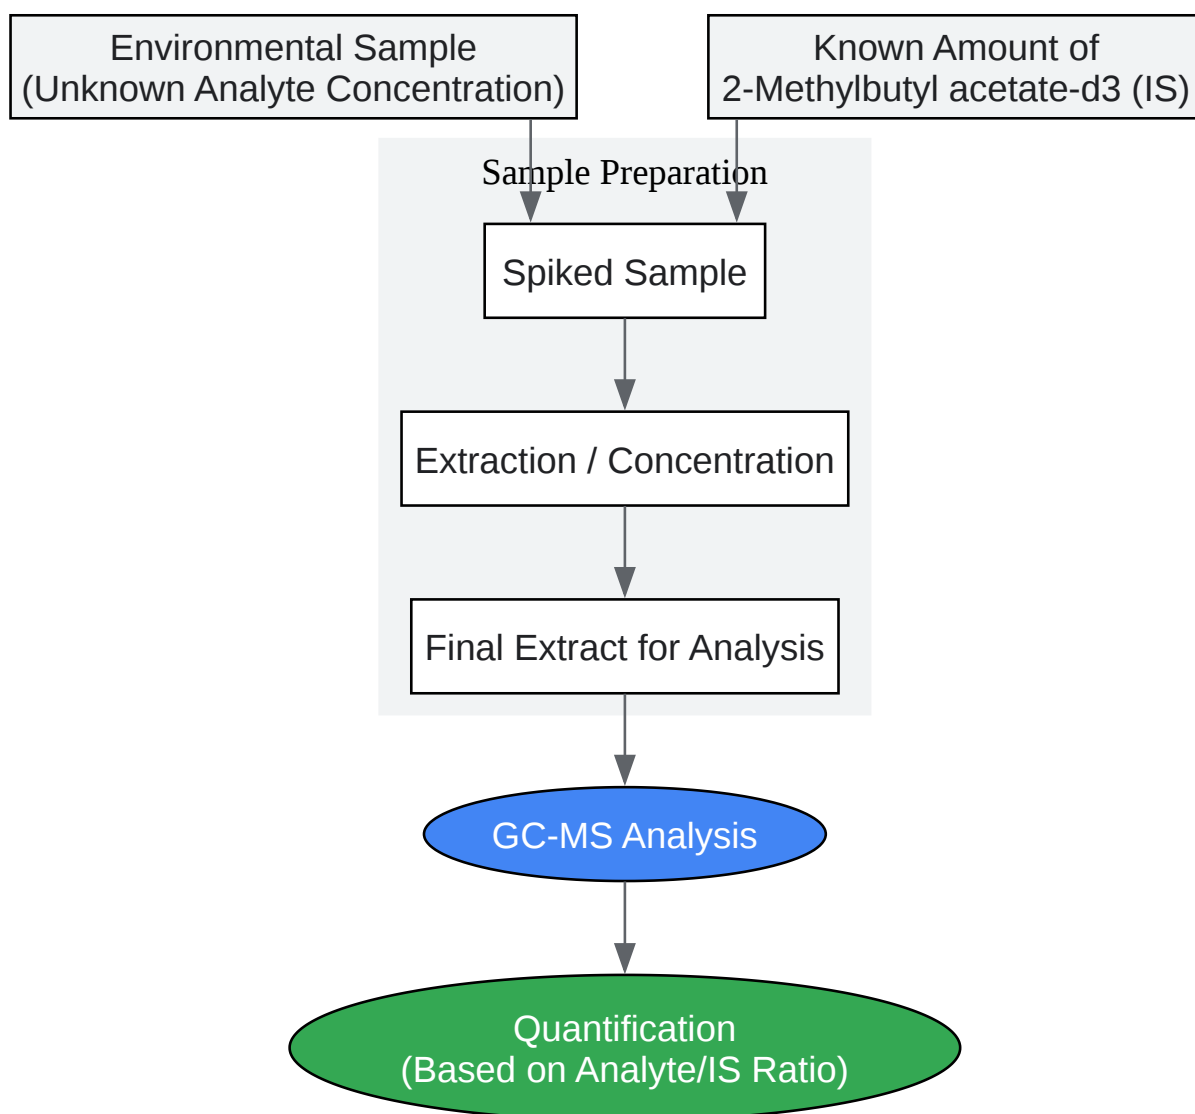 Environmental Sample
(Unknown Analyte Concentration)
Known Amount of
2-Methylbutyl acetate-d3 (IS)
Sample Preparation
Spiked Sample
Extraction / Concentration
Final Extract for Analysis
GC-MS Analysis
Quantification
(Based on Analyte/IS Ratio)